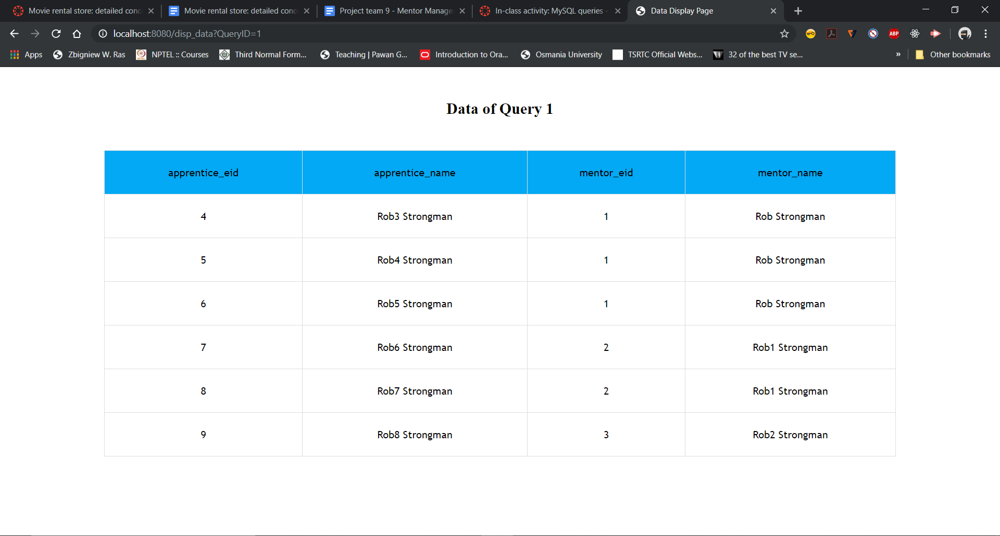 Movie rental store: detailed conc
Movie rental store: detailed conc
Project team 9 - Mentor Manage
In-class activity: MySQL queries -
Data Display Page
localhost:8080/disp_data?QueryID=1
ABP
Apps
Zbigniew W. Ras
NPTEL :: Courses
Third Normal Form...
Teaching | Pawan G...
Introduction to Ora...
Osmania University
TSRTC Official Webs...
32 of the best TV se...
»
Other bookmarks
Data of Query 1
apprentice_eid apprentice_name mentor_eid mentor_name
4 Rob3 Strongman 1 Rob Strongman
5 Rob4 Strongman 1 Rob Strongman
6 Rob5 Strongman 1 Rob Strongman
7 Rob6 Strongman 2 Rob1 Strongman
8 Rob7 Strongman 2 Rob1 Strongman
9 Rob8 Strongman 3 Rob2 Strongman